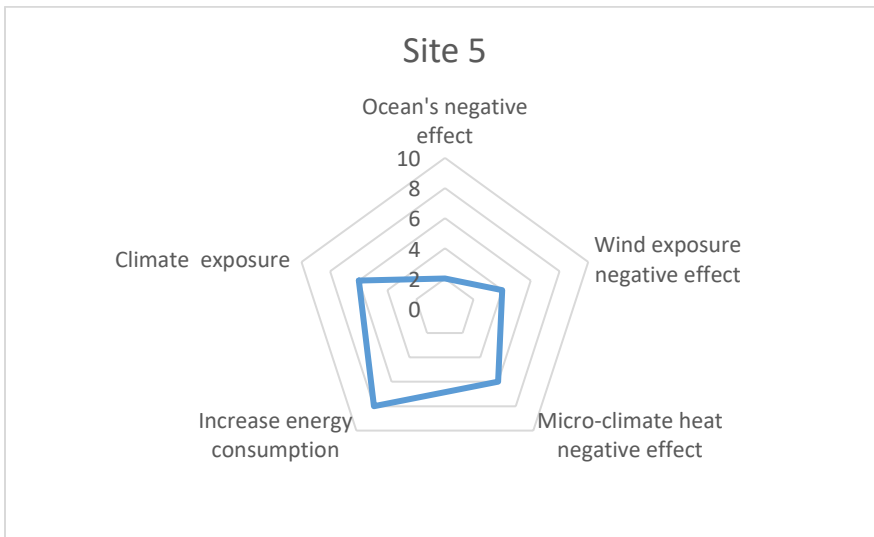 Site 5
Ocean's negative
effect
10
8
6
4
2
0
Wind exposure
negative effect
Climate  exposure
Increase energy
consumption
Micro-climate heat
negative effect